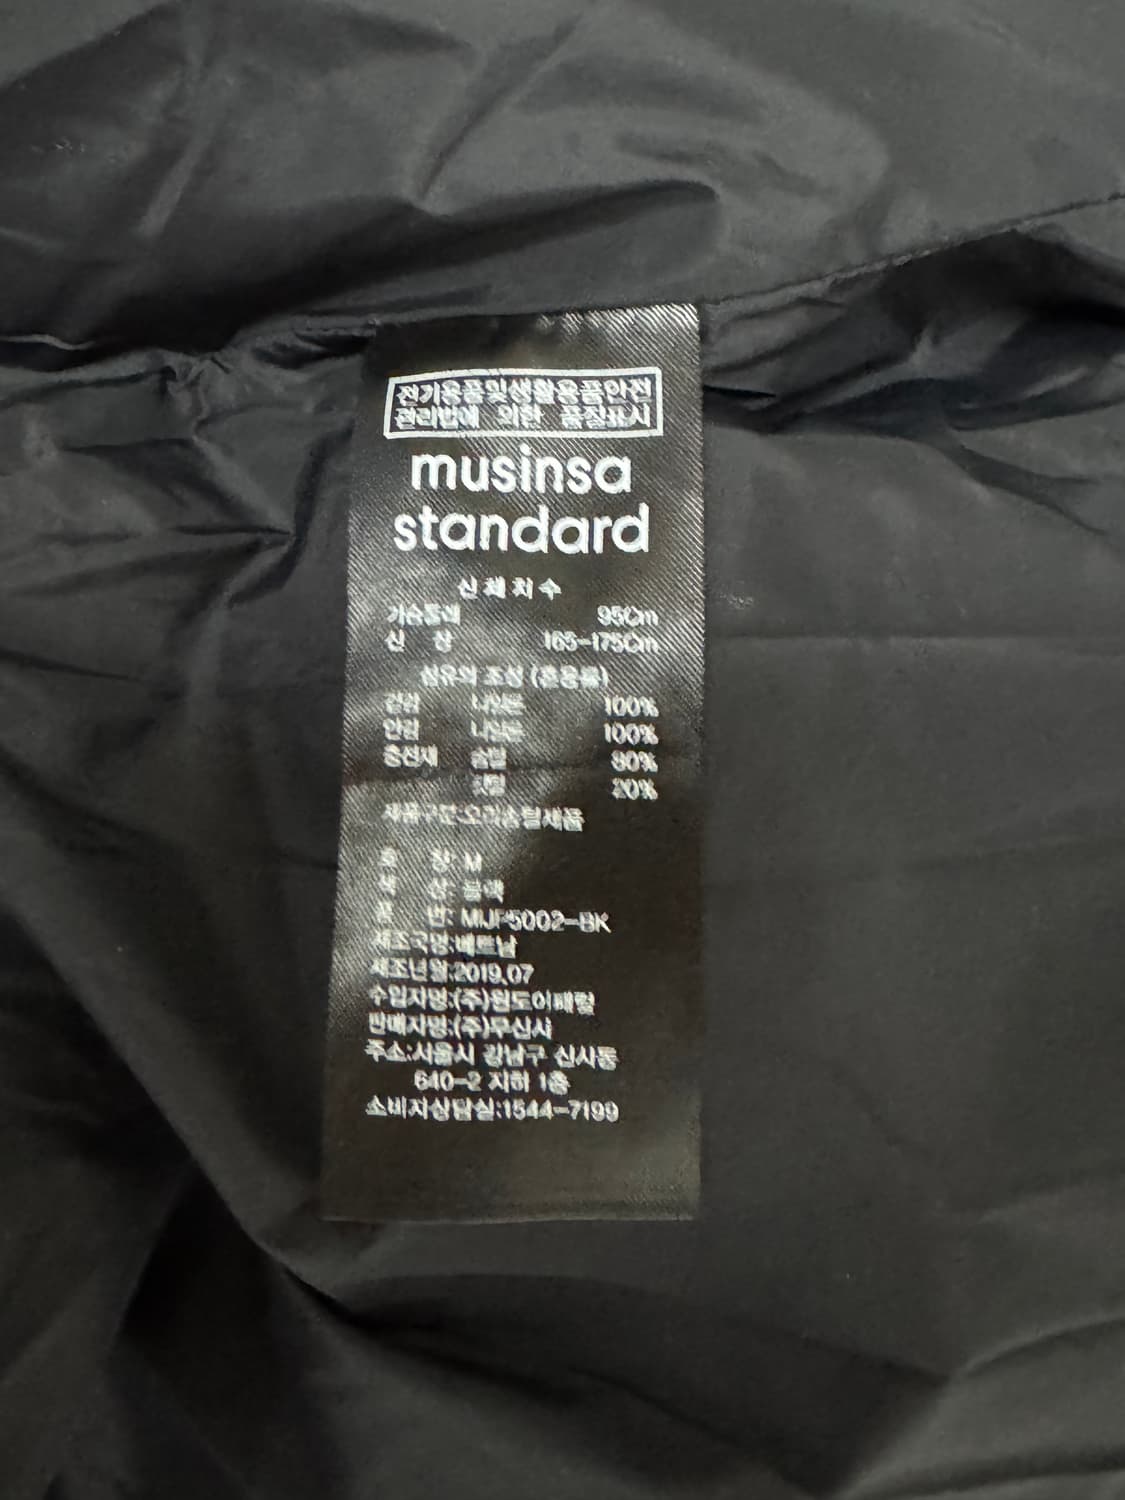 전기용품및생활용품안전
관리법에 의한 품질표시
musinsa
standard
신체치수
가슴둘레 95Cm
신 장 165-175Cm
섬유의 조성 (혼용률)
겉감 나일론 100%
안감 나일론 100%
충전재 솜털 80%
깃털 20%
제품구분:오리솜털제품
호 칭: M
색 상: 블랙
품 번: MIJF5002-BK
제조국명:베트남
제조년월:2019.07
수입자명:(주)원도이패럴
판매자명:(주)무신사
주소:서울시 강남구 신사동
640-2 지하 1층
소비자상담실:1544-7199